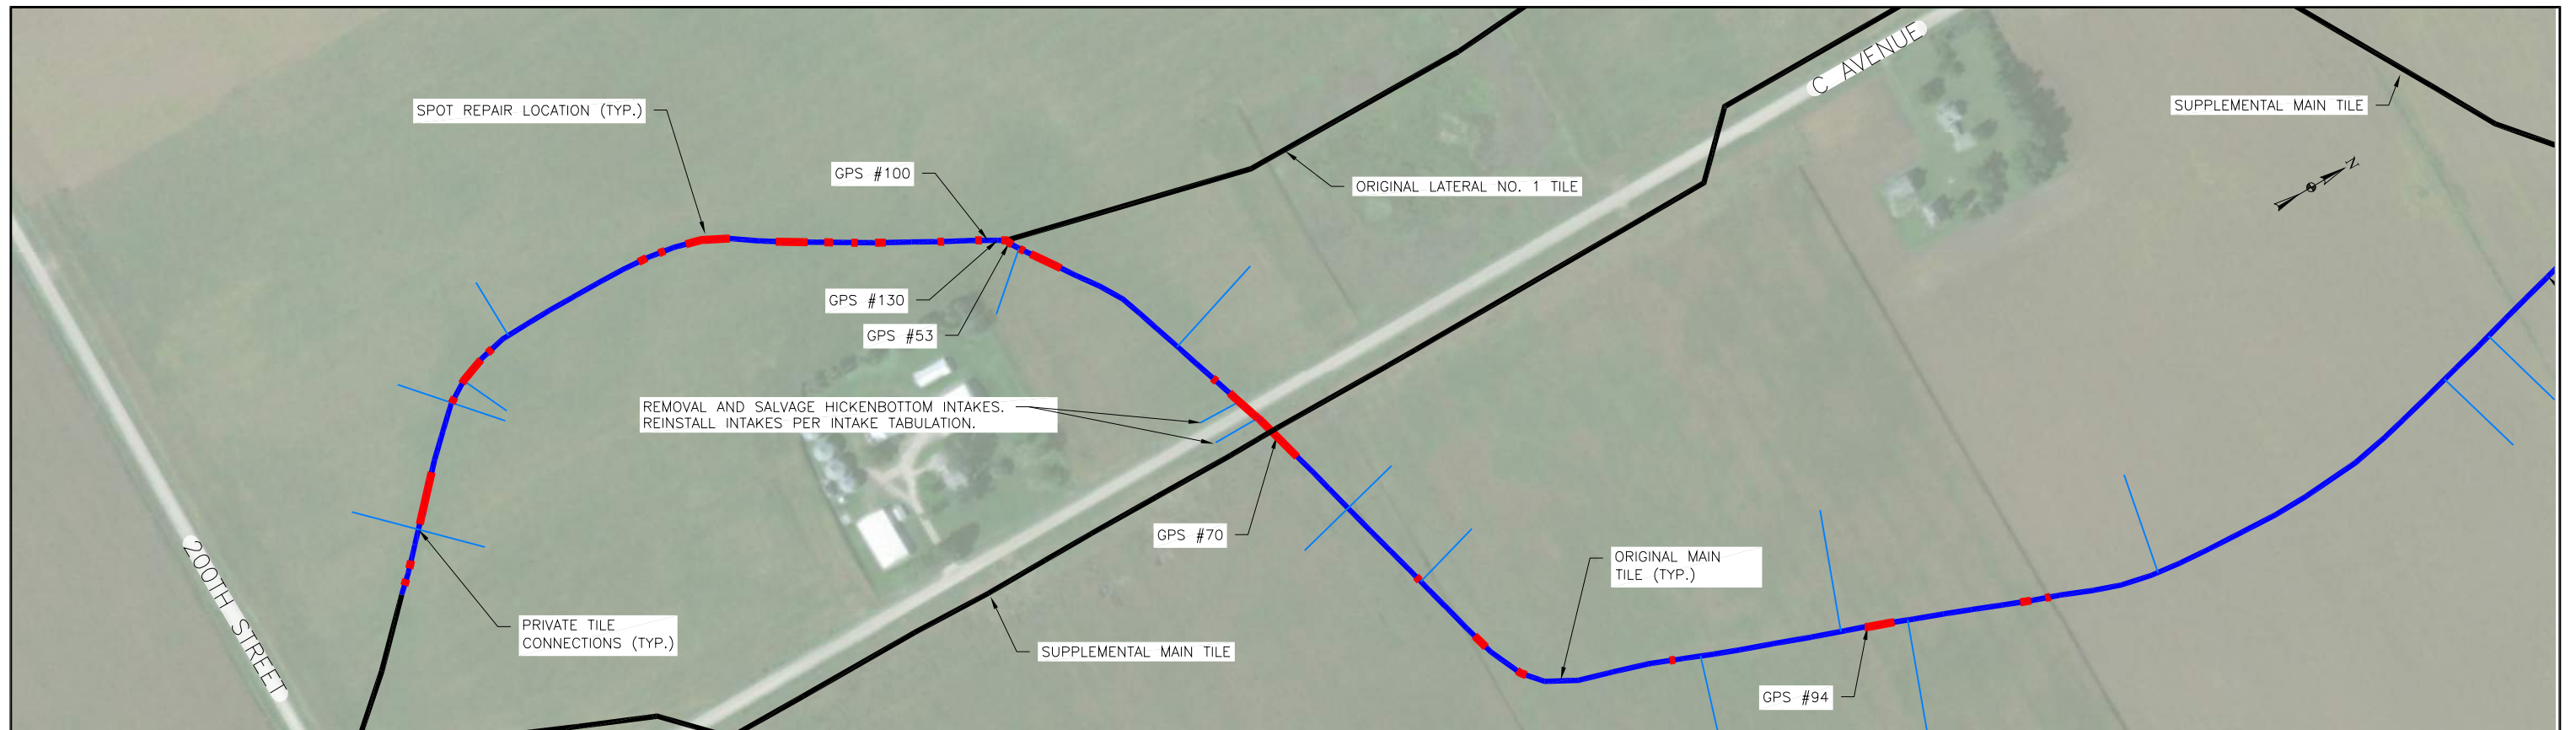 C AVENUE
SPOT REPAIR LOCATION (TYP.)
SUPPLEMENTAL MAIN TILE
GPS #100
N
ORIGINAL LATERAL NO. 1 TILE
GPS #130
GPS #53
REMOVAL AND SALVAGE HICKENBOTTOM INTAKES.
REINSTALL INTAKES PER INTAKE TABULATION.
GPS #70
ORIGINAL MAIN
TILE (TYP.)
200TH STREET
PRIVATE TILE
CONNECTIONS (TYP.)
SUPPLEMENTAL MAIN TILE
GPS #94